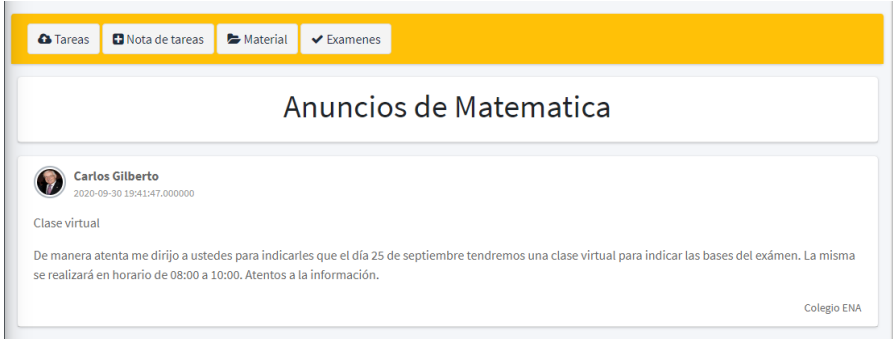 Tareas Nota de tareas Material Examenes
Anuncios de Matematica
Carlos Gilberto
2020-09-30 19:41:47.000000
Clase virtual
De manera atenta me dirijo a ustedes para indicarles que el día 25 de septiembre tendremos una clase virtual para indicar las bases del exámen. La misma
se realizará en horario de 08:00 a 10:00. Atentos a la información.
Colegio ENA